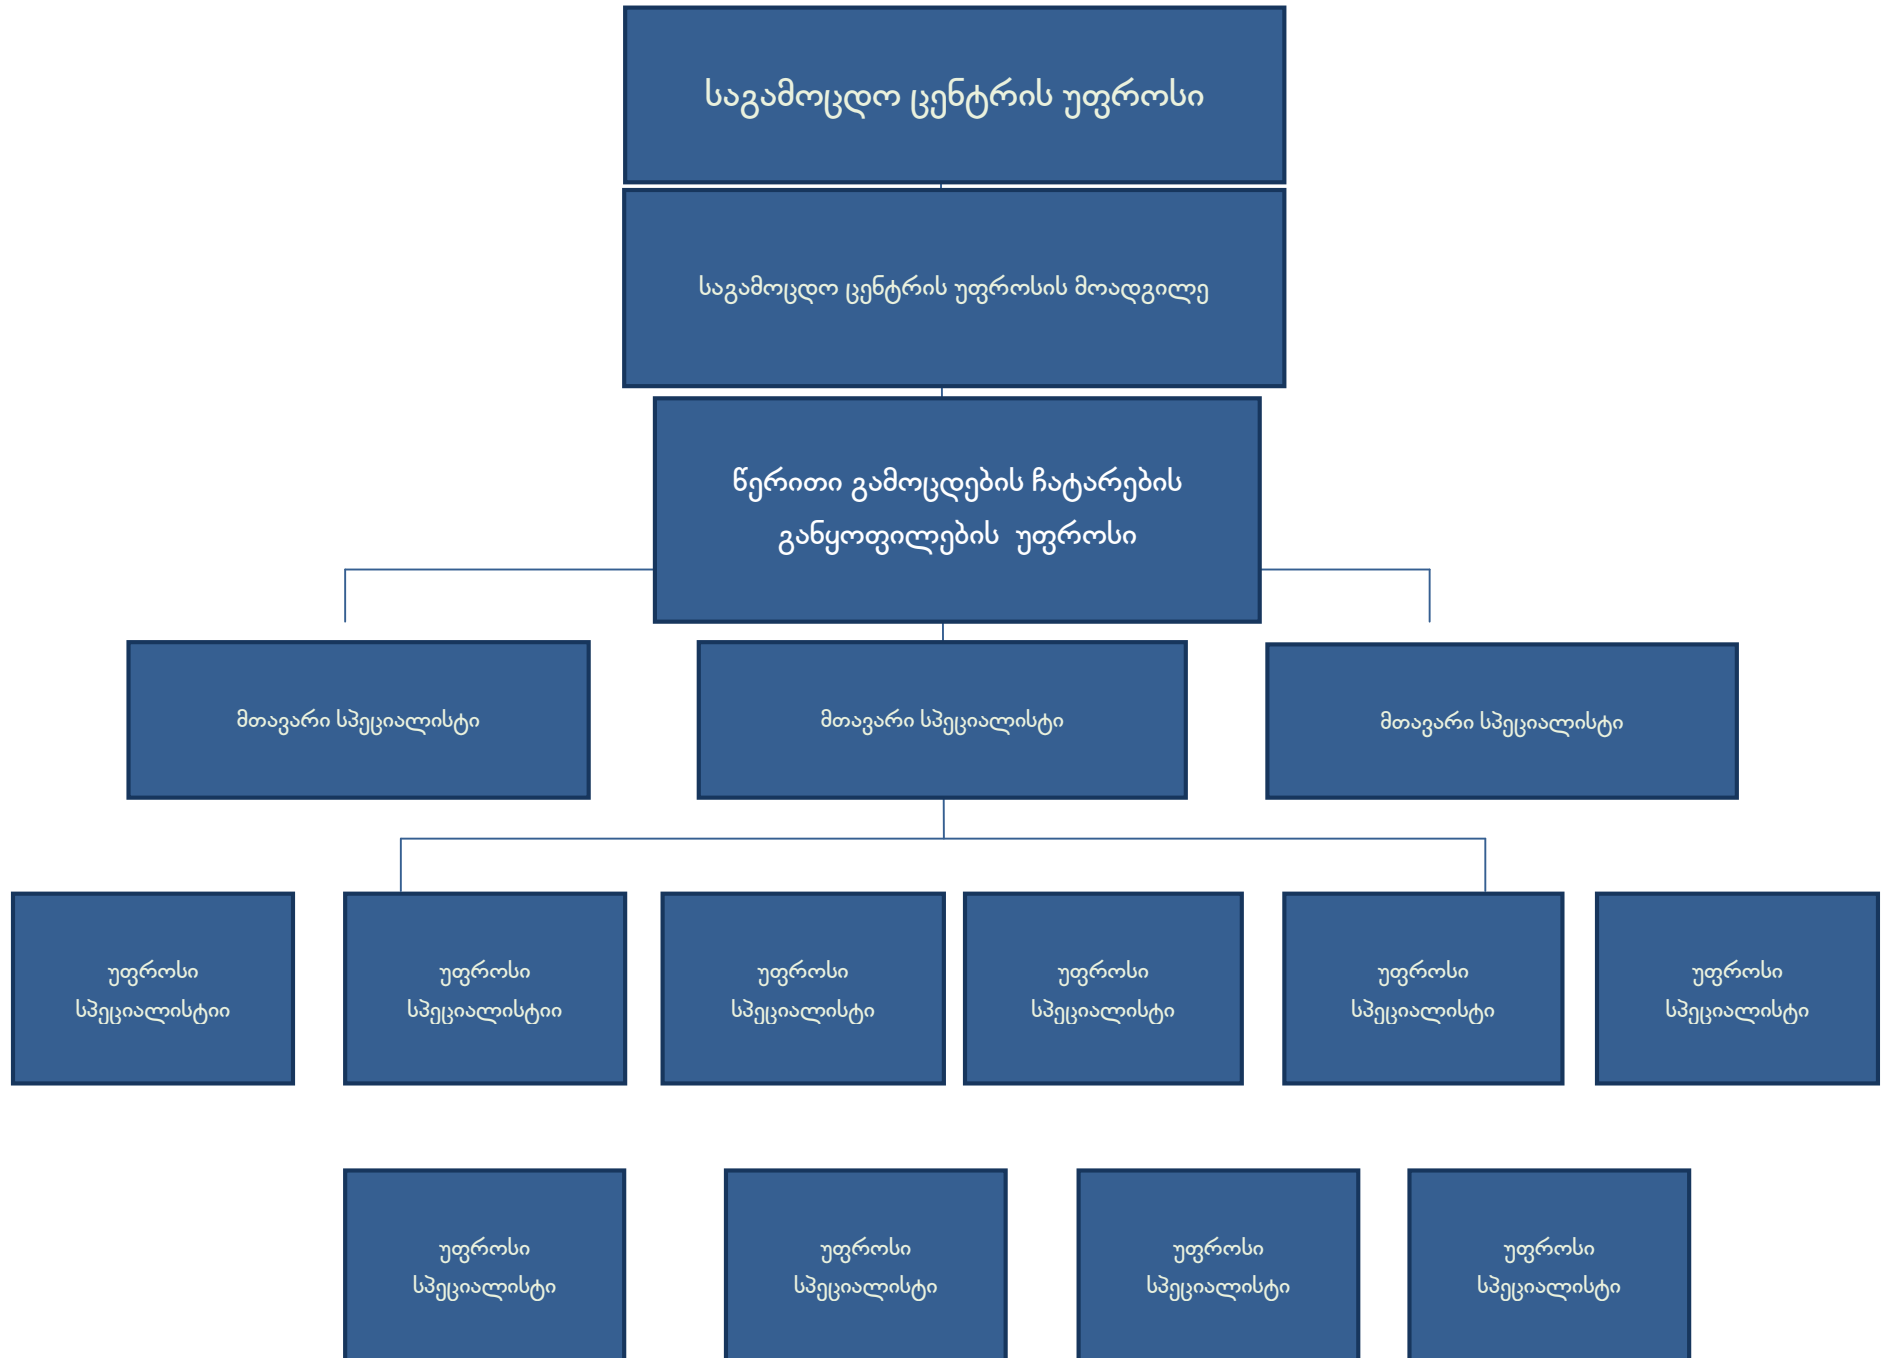 საგამოცდო ცენტრის უფროსი
საგამოცდო ცენტრის უფროსის მოადგილე
წერითი გამოცდების ჩატარების
განყოფილების უფროსი
მთავარი სპეციალისტი
მთავარი სპეციალისტი
მთავარი სპეციალისტი
უფროსი
სპეციალისტიი
უფროსი
სპეციალისტიი
უფროსი
სპეციალისტი
უფროსი
სპეციალისტი
უფროსი
სპეციალისტი
უფროსი
სპეციალისტი
უფროსი
სპეციალისტი
უფროსი
სპეციალისტი
უფროსი
სპეციალისტი
უფროსი
სპეციალისტი